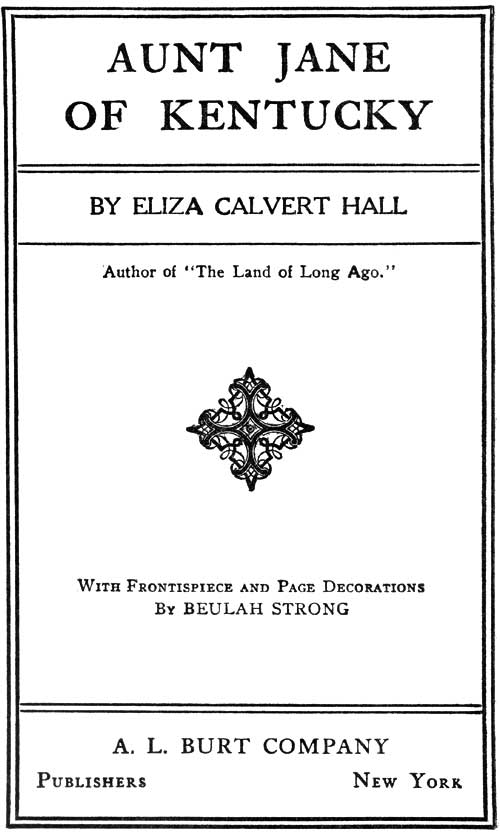 AUNT JANE
OF KENTUCKY
BY ELIZA CALVERT HALL
Author of "The Land of Long Ago."
WITH FRONTISPIECE AND PAGE DECORATIONS
BY BEULAH STRONG
A. L. BURT COMPANY
PUBLISHERS NEW YORK